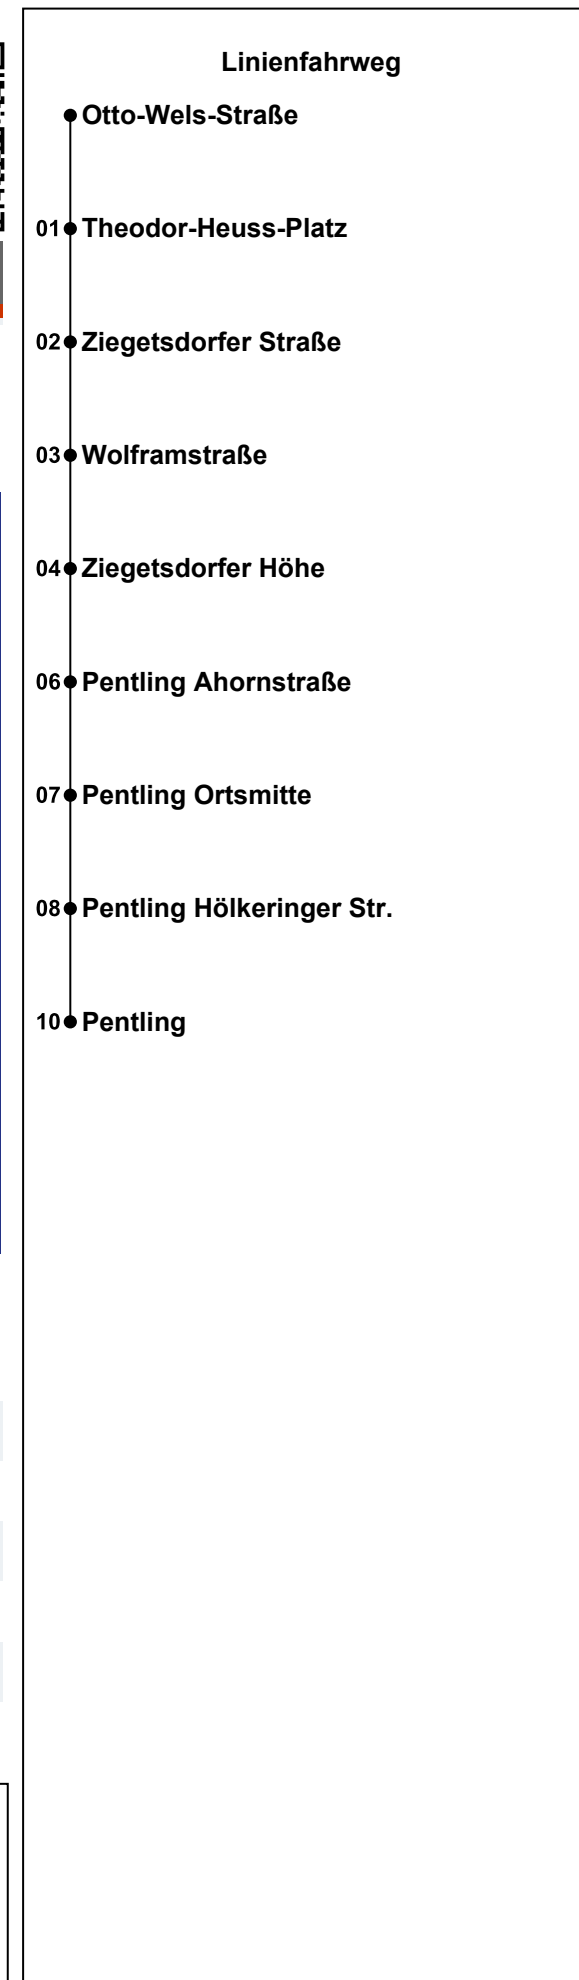 Linienfahrweg
Otto-Wels-Straße
01 Theodor-Heuss-Platz
02 Ziegetsdorfer Straße
03 Wolframstraße
04 Ziegetsdorfer Höhe
06 Pentling Ahornstraße
07 Pentling Ortsmitte
08 Pentling Hölkeringer Str.
10 Pentling